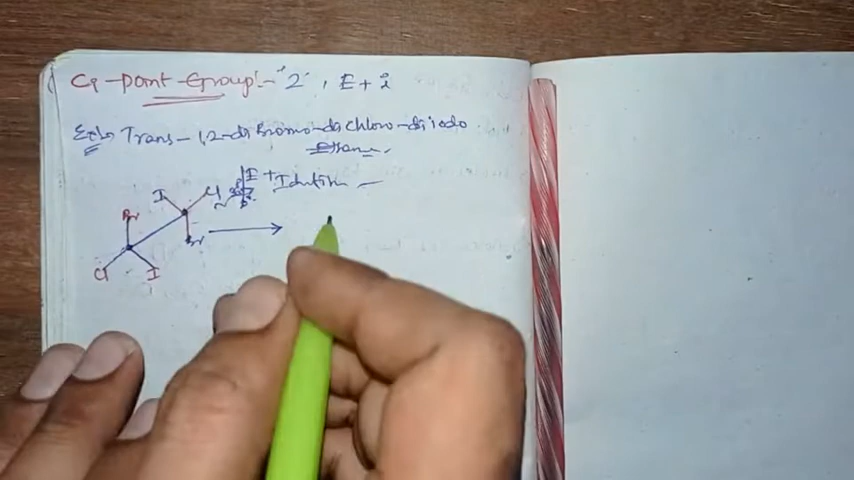 Ci-Point-Group:- "2", E+i
Ex:- Trans-1,2-di Bromo-di chloro-di iodo
Ethane.
I + Identity
I Cl
Br
Br
Cl I